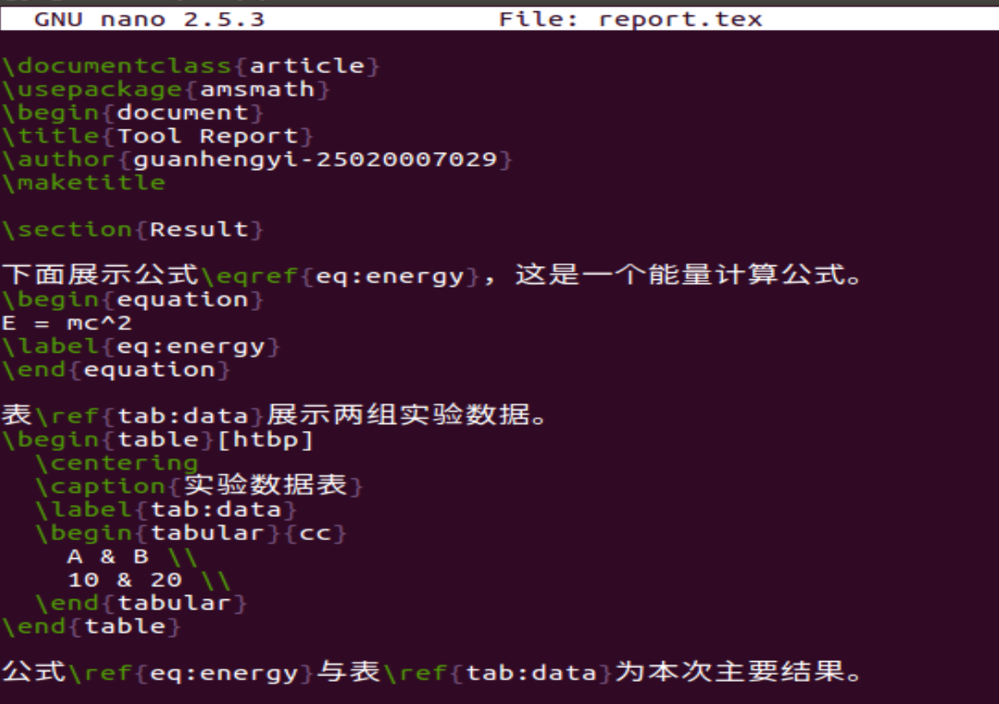 GNU nano 2.5.3 File: report.tex
\documentclass{article}
\usepackage{amsmath}
\begin{document}
\title{Tool Report}
\author{guanhengyi-25020007029}
\maketitle
\section{Result}
下面展示公式\eqref{eq:energy}，这是一个能量计算公式。
\begin{equation}
E = mc^2
\label{eq:energy}
\end{equation}
表\ref{tab:data}展示两组实验数据。
\begin{table}[htbp]
\centering
\caption{实验数据表}
\label{tab:data}
\begin{tabular}{cc}
A & B \\
10 & 20 \\
\end{tabular}
\end{table}
公式\ref{eq:energy}与表\ref{tab:data}为本次主要结果。